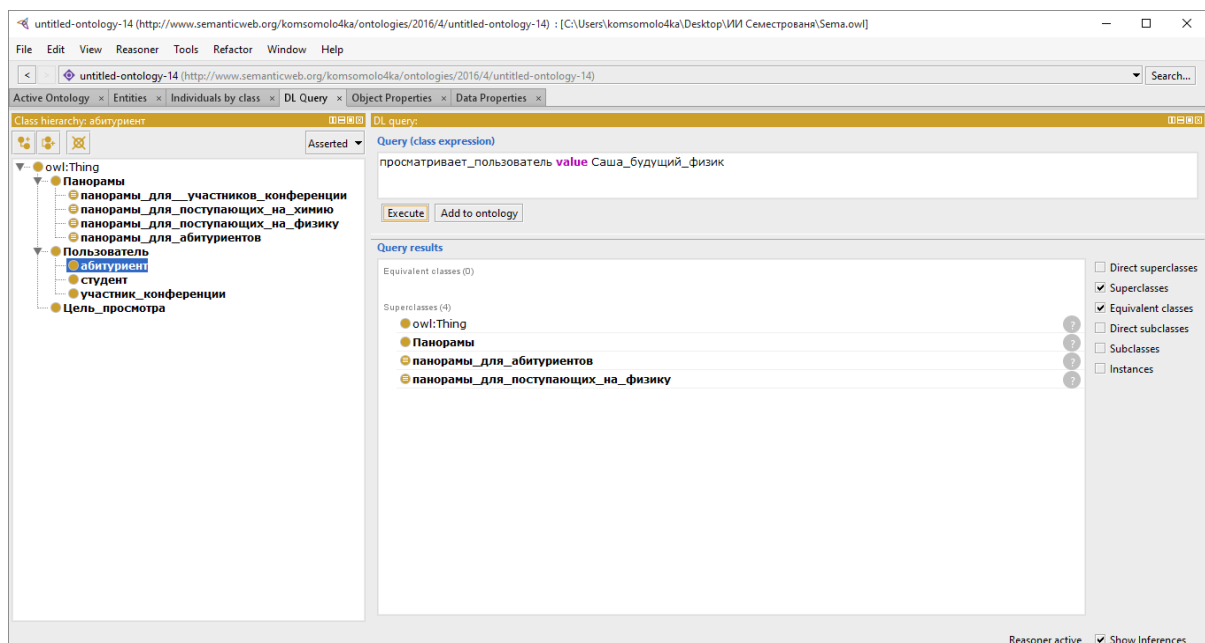 untitled-ontology-14 (http://www.semanticweb.org/komsomolo4ka/ontologies/2016/4/untitled-ontology-14) : [C:\Users\komsomolo4ka\Desktop\ИИ Семестрованя\Sema.owl]
File Edit View Reasoner Tools Refactor Window Help
< > untitled-ontology-14 (http://www.semanticweb.org/komsomolo4ka/ontologies/2016/4/untitled-ontology-14) Search...
Active Ontology × Entities × Individuals by class × DL Query × Object Properties × Data Properties ×
Class hierarchy: абитуриент
Asserted
owl:Thing
Панорамы
панорамы_для__участников_конференции
панорамы_для_поступающих_на_химию
панорамы_для_поступающих_на_физику
панорамы_для_абитуриентов
Пользователь
абитуриент
студент
участник_конференции
Цель_просмотра
DL query:
Query (class expression)
просматривает_пользователь value Саша_будущий_физик
Execute Add to ontology
Query results
Equivalent classes (0)
Superclasses (4)
owl:Thing ?
Панорамы ?
панорамы_для_абитуриентов ?
панорамы_для_поступающих_на_физику ?
Direct superclasses
Superclasses
Equivalent classes
Direct subclasses
Subclasses
Instances
Reasoner active Show Inferences